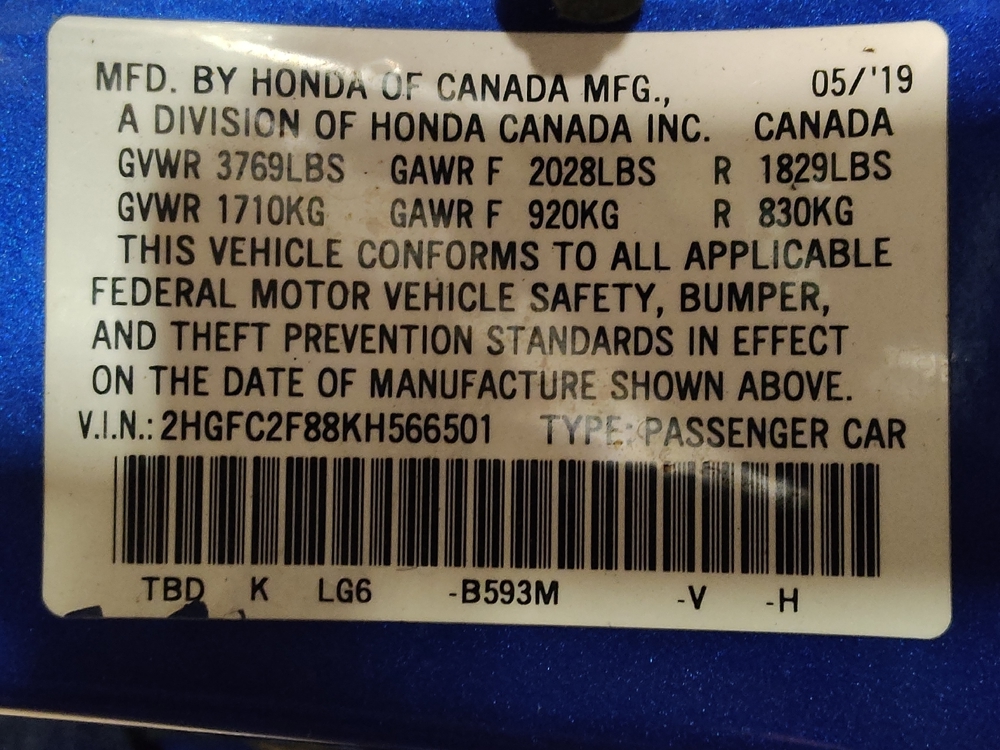 MFD. BY HONDA OF CANADA MFG., 05/'19
A DIVISION OF HONDA CANADA INC. CANADA
GVWR 3769LBS GAWR F 2028LBS R 1829LBS
GVWR 1710KG GAWR F 920KG R 830KG
THIS VEHICLE CONFORMS TO ALL APPLICABLE
FEDERAL MOTOR VEHICLE SAFETY, BUMPER,
AND THEFT PREVENTION STANDARDS IN EFFECT
ON THE DATE OF MANUFACTURE SHOWN ABOVE.
V.I.N.: 2HGFC2F88KH566501 TYPE: PASSENGER CAR
TBD K LG6 -B593M -V -H